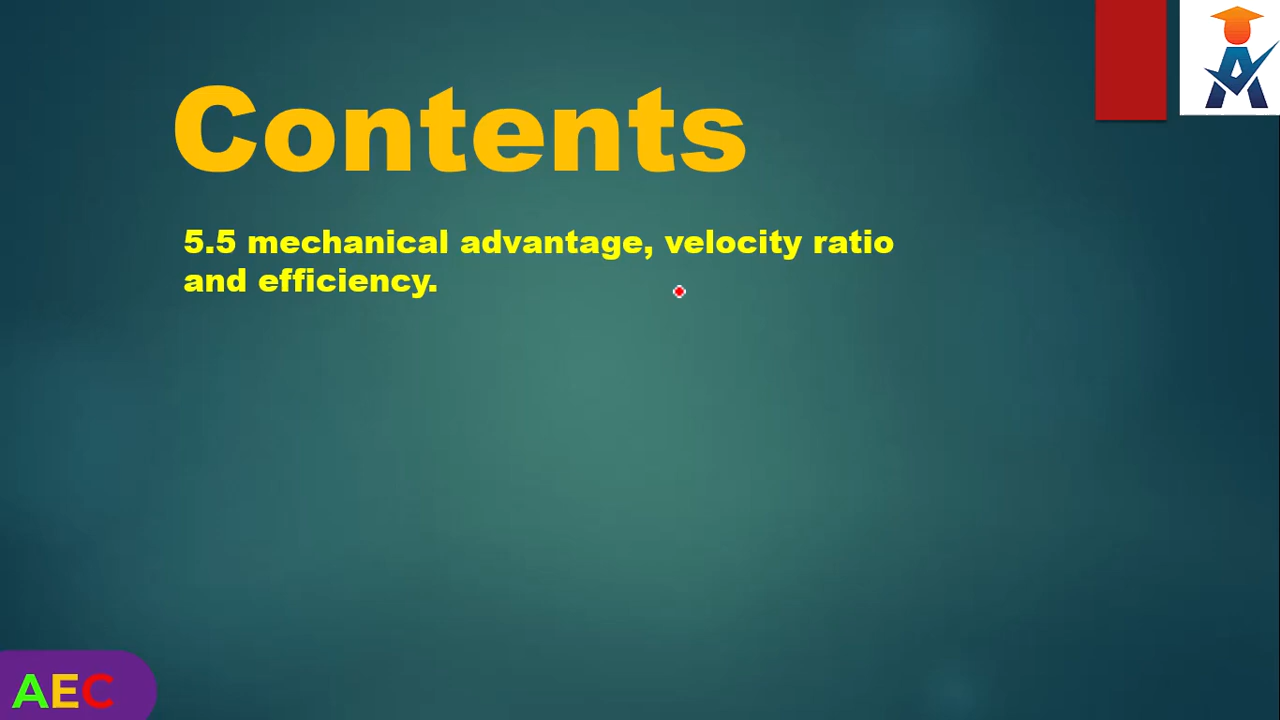 Contents
5.5 mechanical advantage, velocity ratio
and efficiency.
AEC